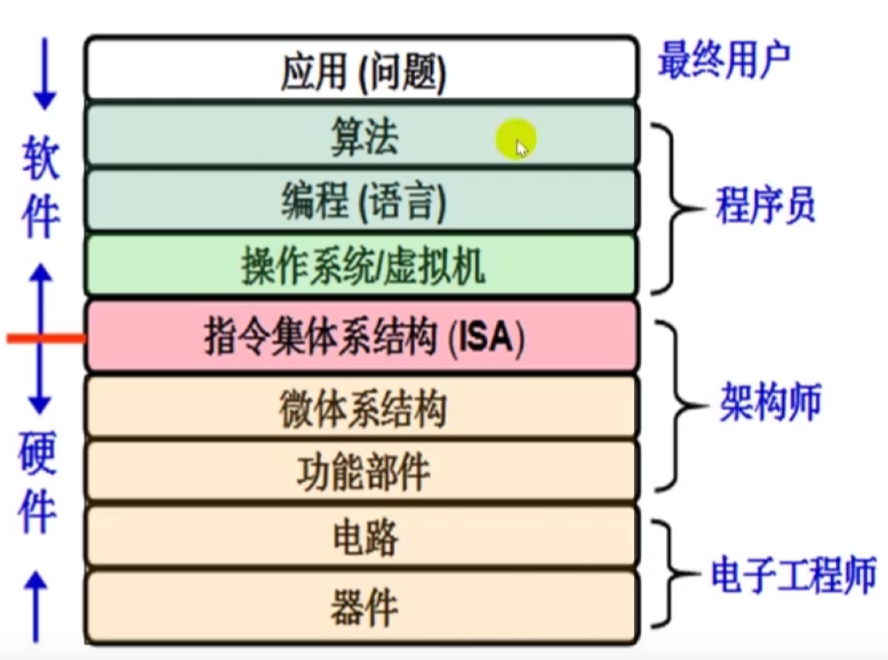 应用 (问题)
最终用户
算法
软件
编程 (语言)
程序员
操作系统/虚拟机
指令集体系结构 (ISA)
微体系结构
架构师
硬件
功能部件
电路
电子工程师
器件